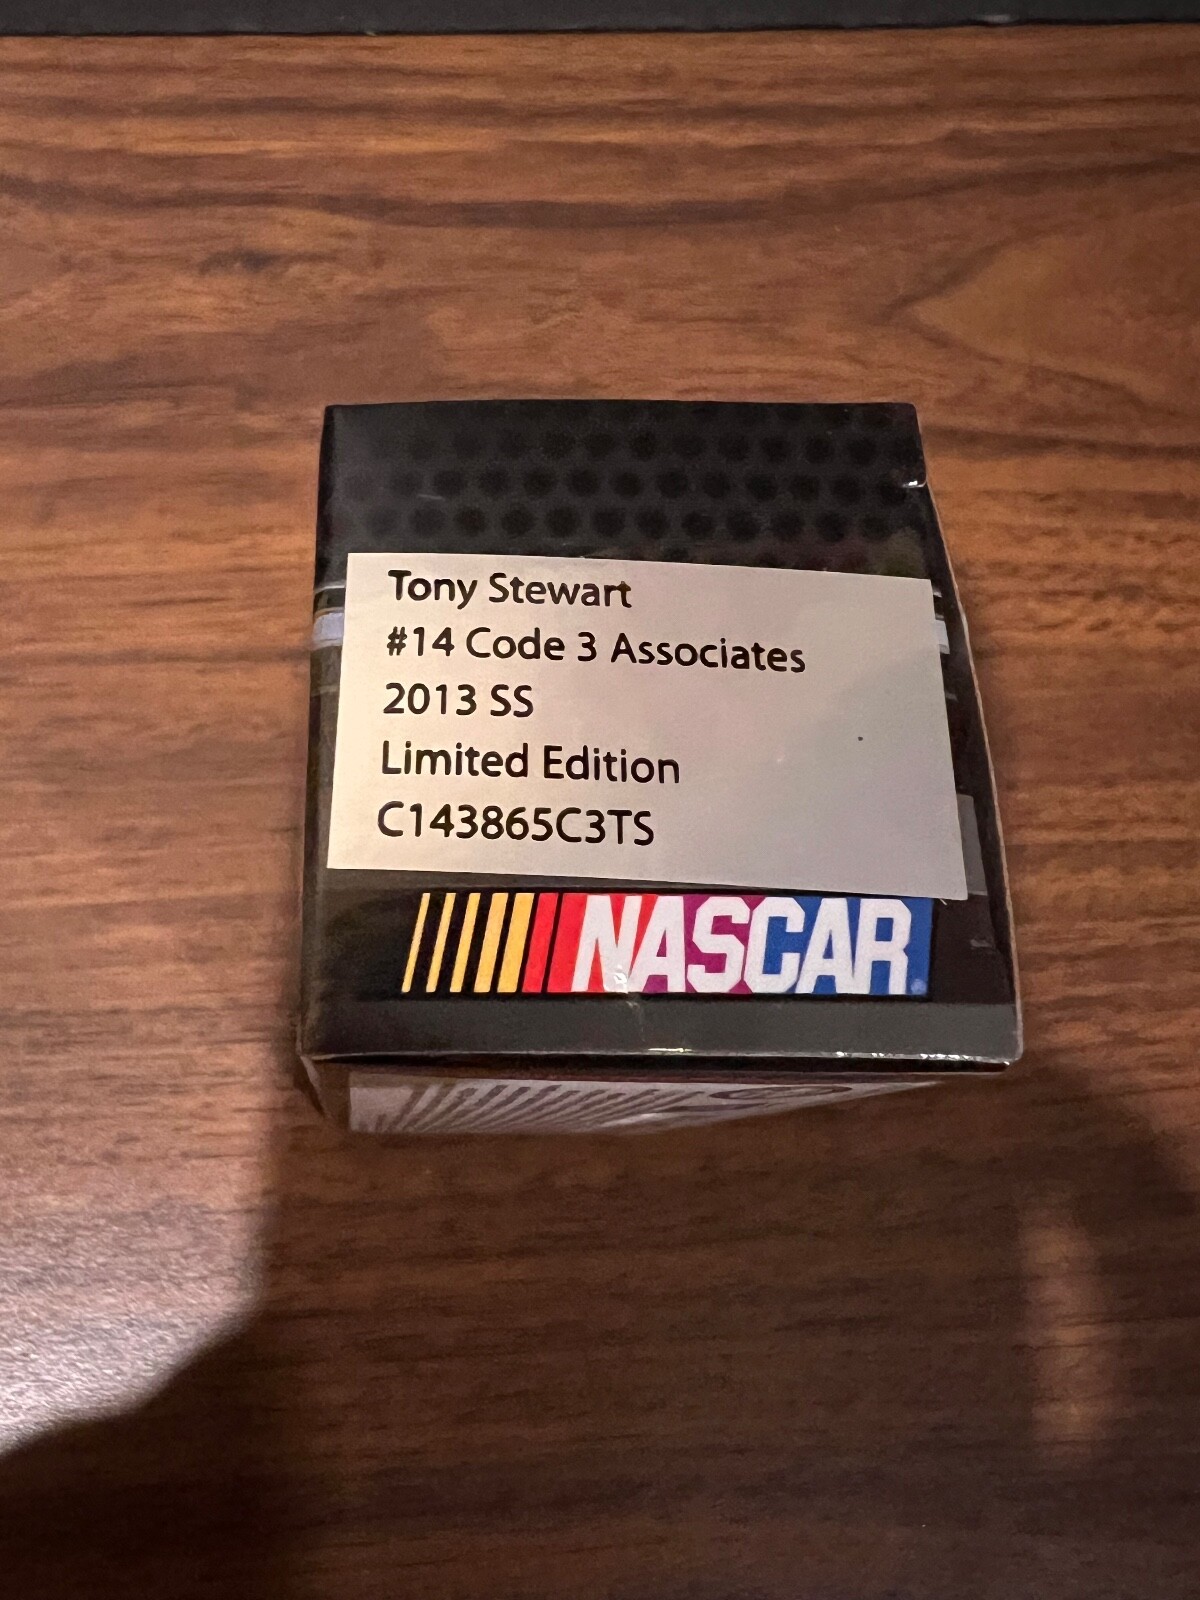 Tony Stewart
#14 Code 3 Associates
2013 SS
Limited Edition
C143865C3TS
NASCAR